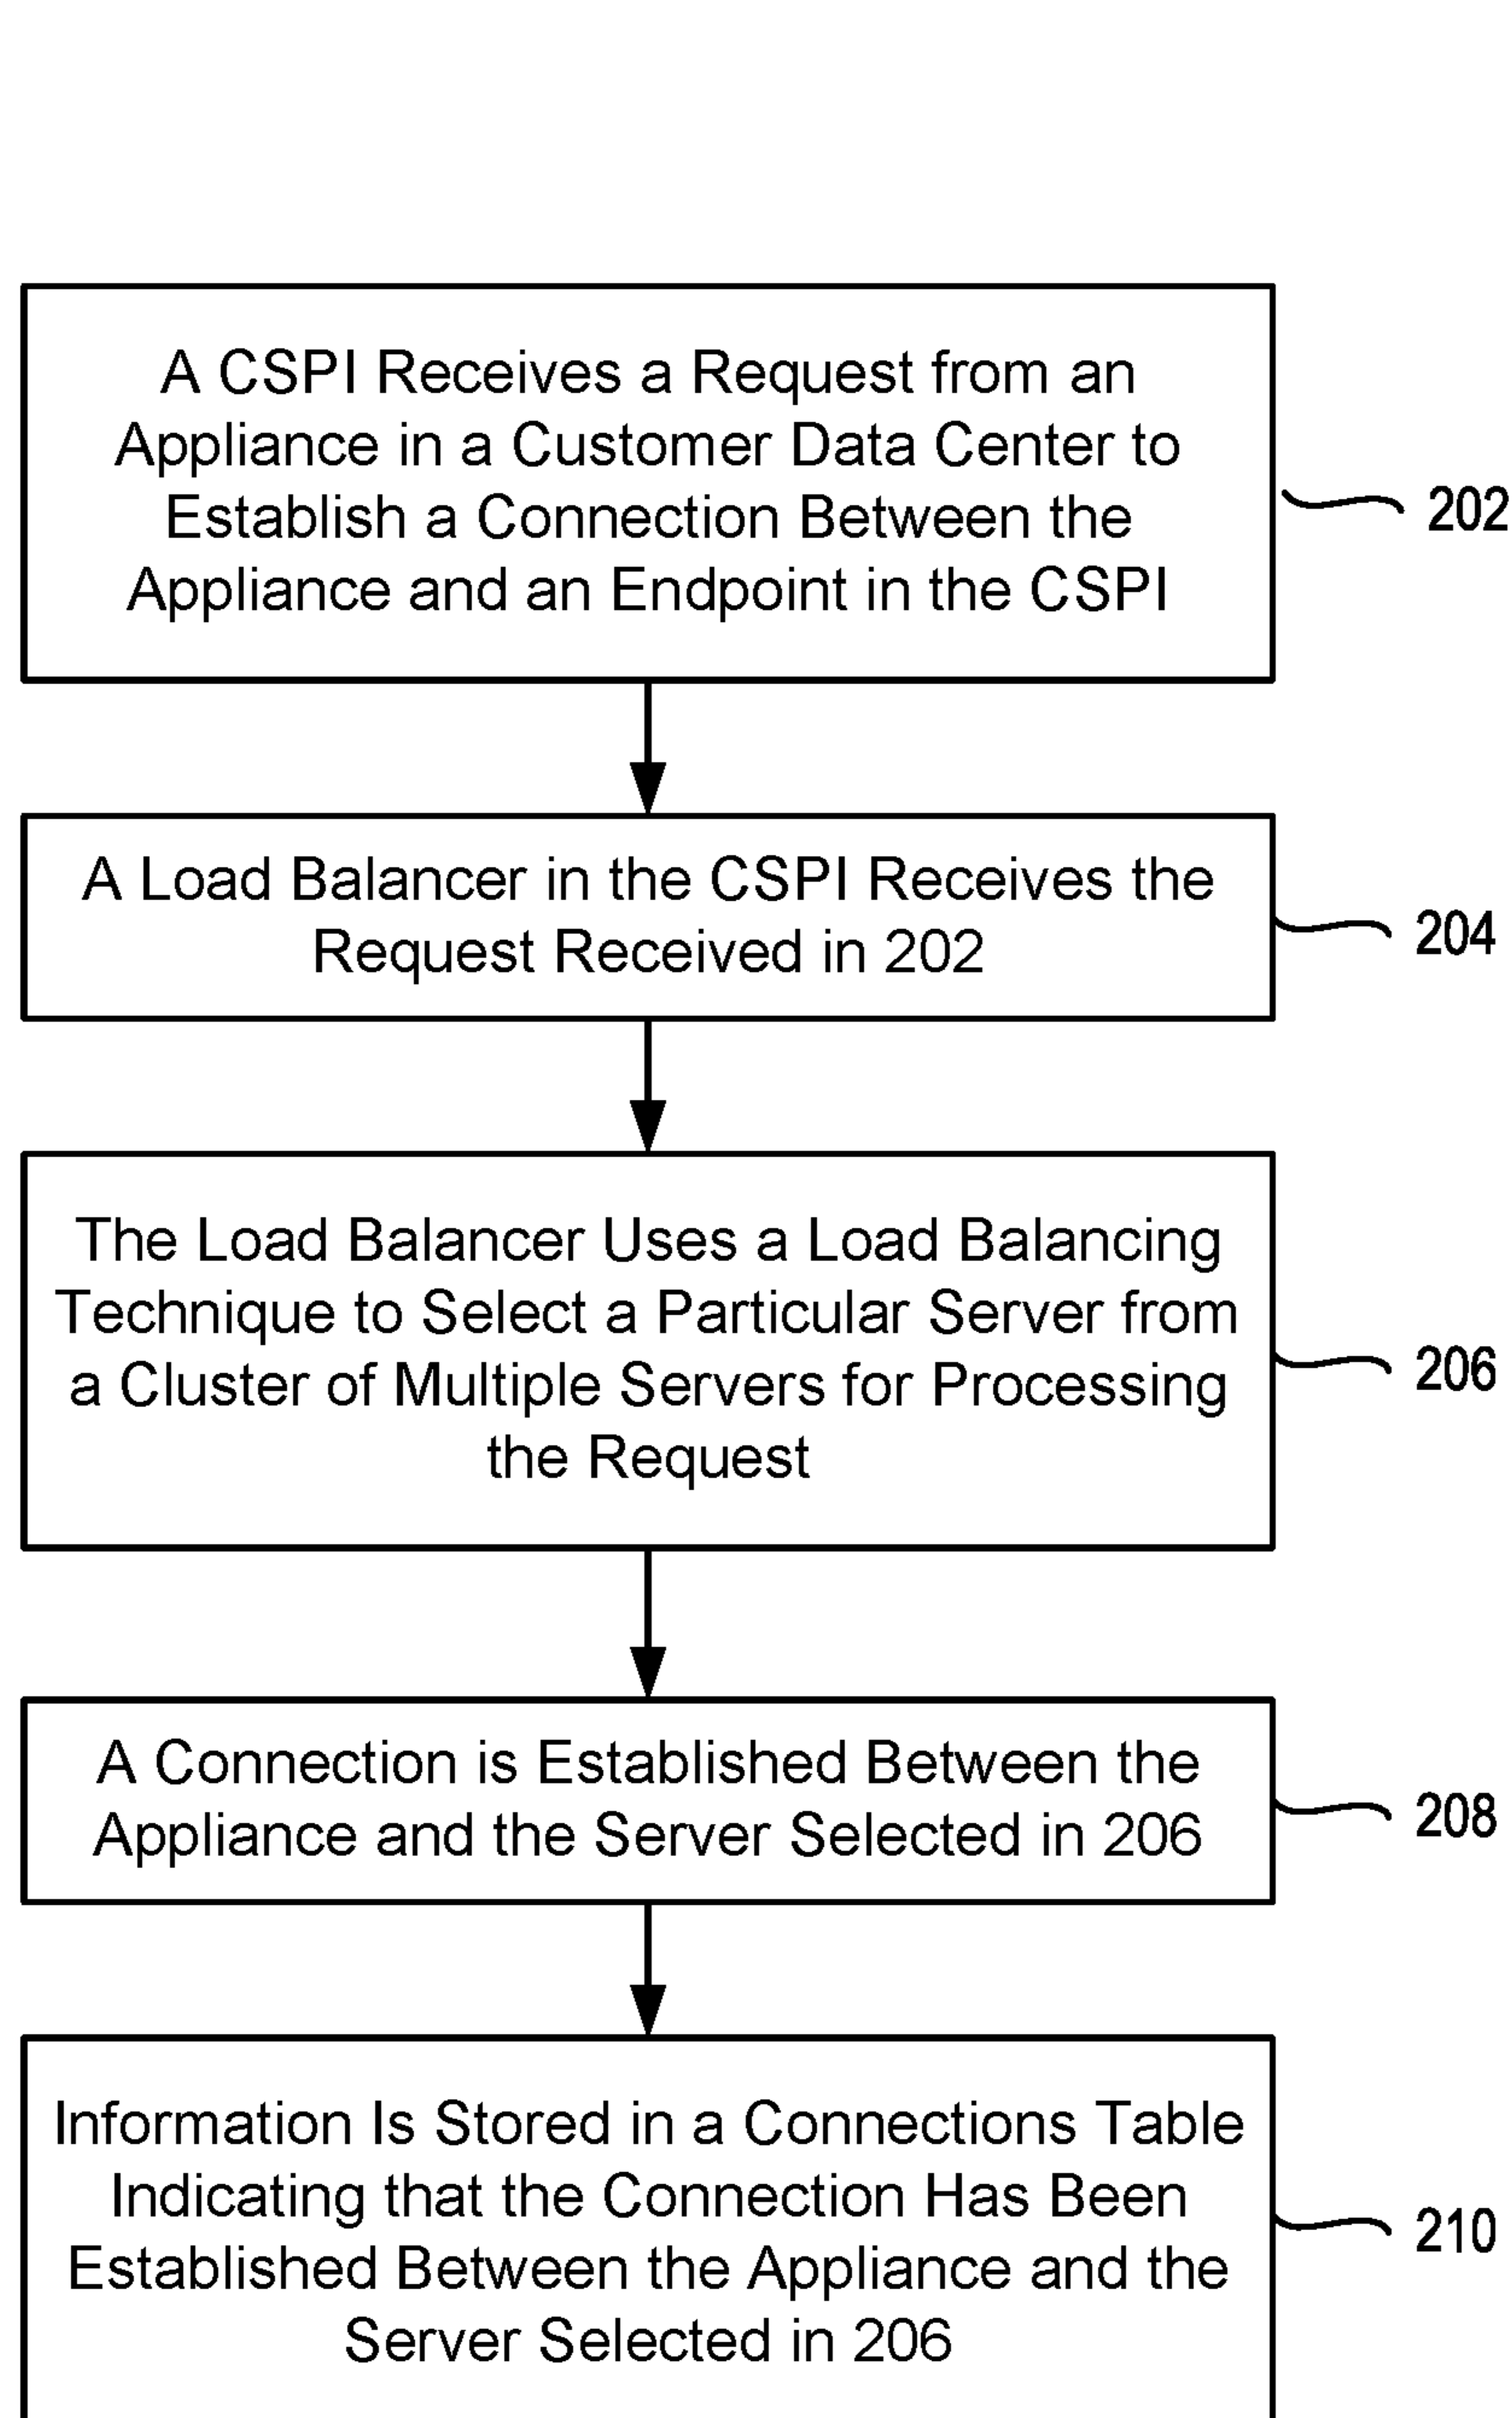 A CSPI Receives a Request from an
Appliance in a Customer Data Center to
Establish a Connection Between the
Appliance and an Endpoint in the CSPI
202
A Load Balancer in the CSPI Receives the
Request Received in 202
204
The Load Balancer Uses a Load Balancing
Technique to Select a Particular Server from
a Cluster of Multiple Servers for Processing
the Request
206
A Connection is Established Between the
Appliance and the Server Selected in 206
208
Information Is Stored in a Connections Table
Indicating that the Connection Has Been
Established Between the Appliance and the
Server Selected in 206
210